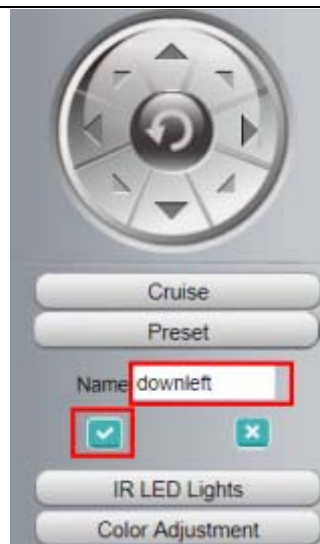 Cruise
Preset
Name downleft
IR LED Lights
Color Adjustment